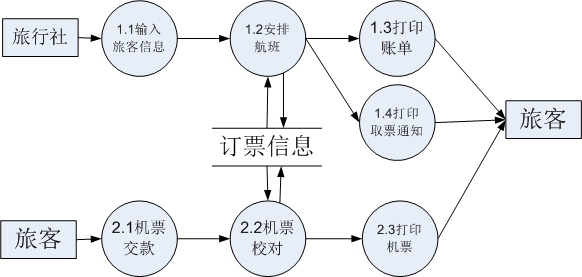 旅行社
1.1输入
旅客信息
1.2安排
航班
1.3打印
账单
1.4打印
取票通知
旅客
订票信息
旅客
2.1机票
交款
2.2机票
校对
2.3打印
机票